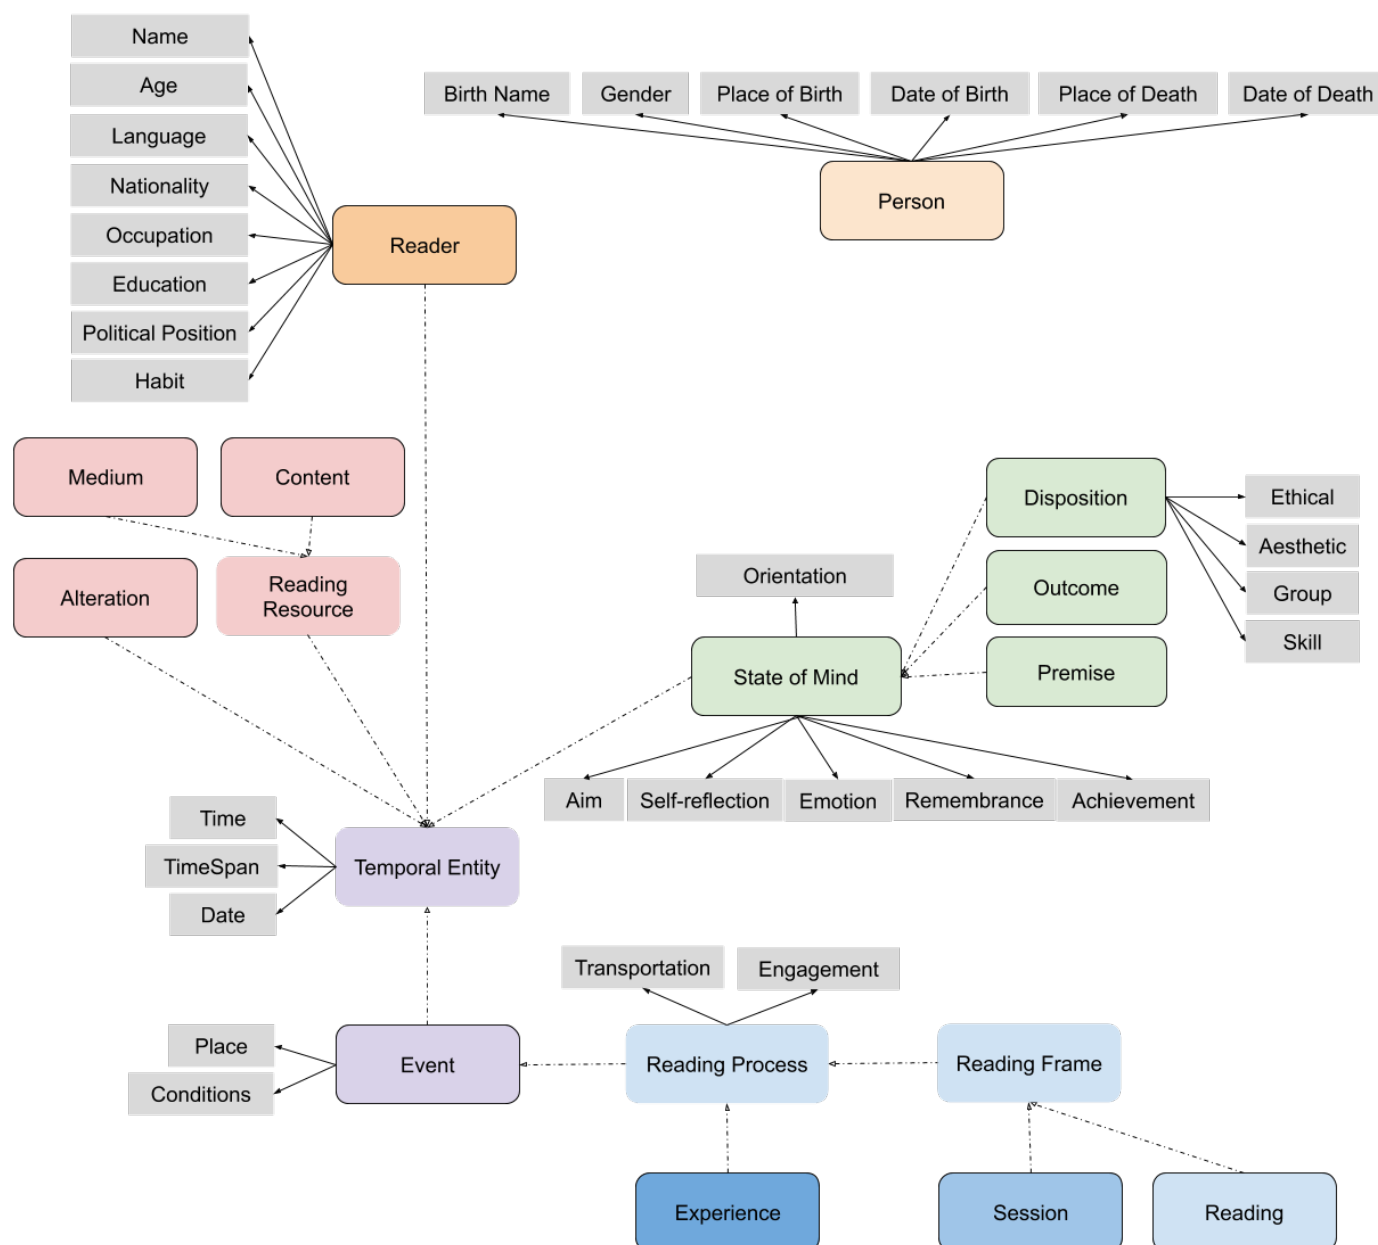 Name
Age
Language
Nationality
Occupation
Education
Political Position
Habit
Reader
Birth Name
Gender
Place of Birth
Date of Birth
Place of Death
Date of Death
Person
Medium
Content
Alteration
Reading
Resource
Disposition
Outcome
Premise
Ethical
Aesthetic
Group
Skill
Orientation
State of Mind
Aim
Self-reflection
Emotion
Remembrance
Achievement
Time
TimeSpan
Date
Temporal Entity
Transportation
Engagement
Place
Conditions
Event
Reading Process
Reading Frame
Experience
Session
Reading